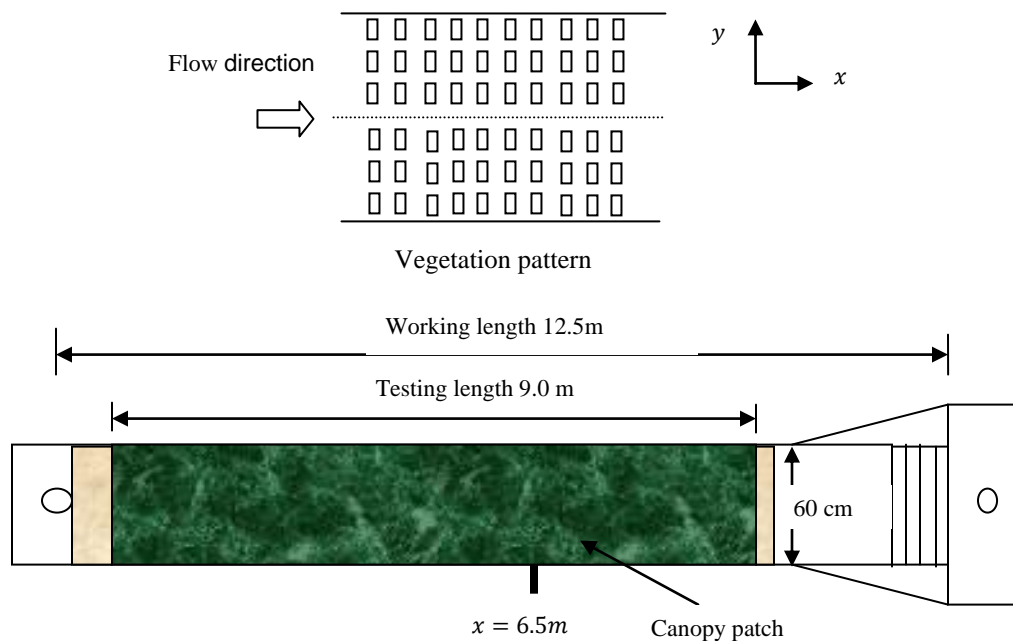 y
Flow direction
x
Vegetation pattern
Working length 12.5m
Testing length 9.0 m
60 cm
x = 6.5m
Canopy patch